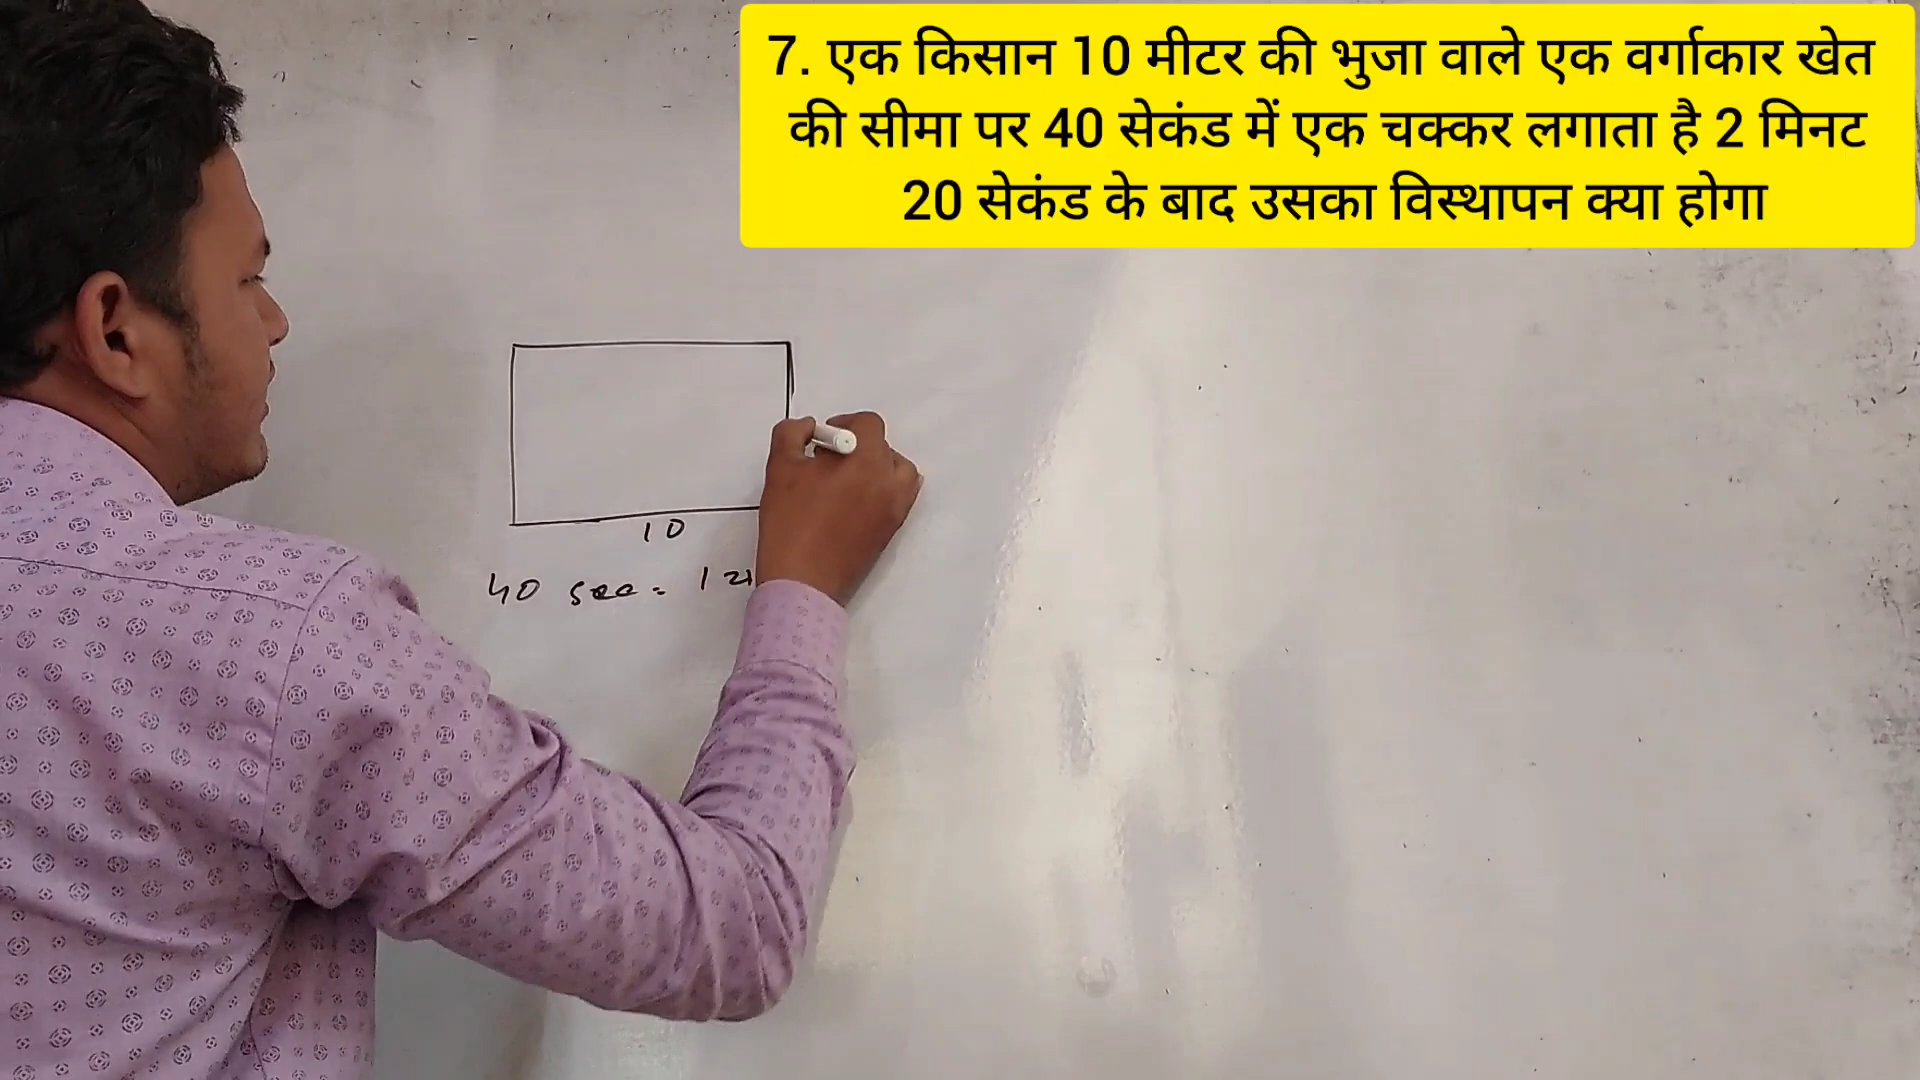 7. एक किसान 10 मीटर की भुजा वाले एक वर्गाकार खेत
की सीमा पर 40 सेकंड में एक चक्कर लगाता है 2 मिनट
20 सेकंड के बाद उसका विस्थापन क्या होगा
10
40 sec = 1